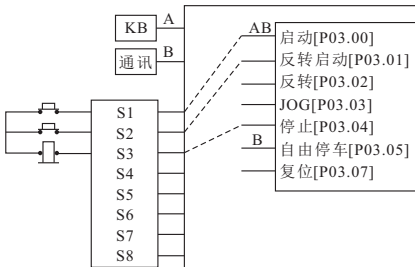 KB
A
通讯
B
S1
S2
S3
S4
S5
S6
S7
S8
AB
启动[P03.00]
反转启动[P03.01]
反转[P03.02]
JOG[P03.03]
停止[P03.04]
B
自由停车[P03.05]
复位[P03.07]